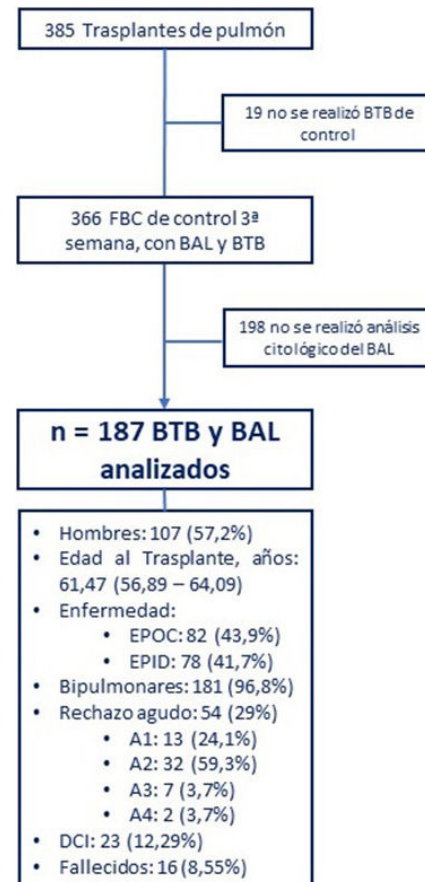 385 Trasplantes de pulmón
19 no se realizó BTB de
control
366 FBC de control 3ª
semana, con BAL y BTB
198 no se realizó análisis
citológico del BAL
n = 187 BTB y BAL
analizados
• Hombres: 107 (57,2%)
• Edad al Trasplante, años:
61,47 (56,89 – 64,09)
• Enfermedad:
• EPOC: 82 (43,9%)
• EPID: 78 (41,7%)
• Bipulmonares: 181 (96,8%)
• Rechazo agudo: 54 (29%)
• A1: 13 (24,1%)
• A2: 32 (59,3%)
• A3: 7 (3,7%)
• A4: 2 (3,7%)
• DCI: 23 (12,29%)
• Fallecidos: 16 (8,55%)